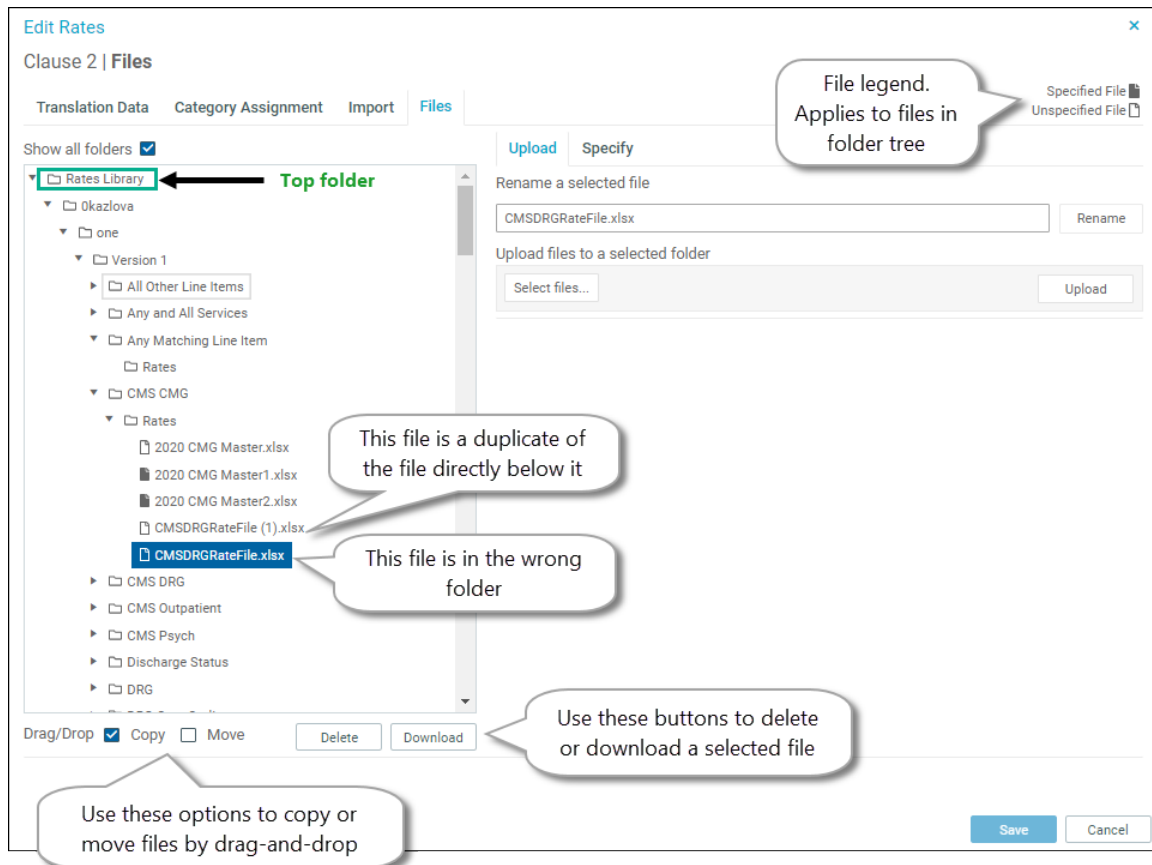 Edit Rates
×
Clause 2 | Files
File legend.
Applies to files in
folder tree
Specified File
Unspecified File
Translation Data Category Assignment Import Files
Show all folders
Rates Library
Top folder
0kazlova
one
Version 1
All Other Line Items
Any and All Services
Any Matching Line Item
Rates
CMS CMG
Rates
2020 CMG Master.xlsx
2020 CMG Master1.xlsx
2020 CMG Master2.xlsx
CMSDRGRateFile (1).xlsx
CMSDRGRateFile.xlsx
CMS DRG
CMS Outpatient
CMS Psych
Discharge Status
DRG
Upload Specify
Rename a selected file
CMSDRGRateFile.xlsx Rename
Upload files to a selected folder
Select files... Upload
This file is a duplicate of
the file directly below it
This file is in the wrong
folder
Drag/Drop Copy Move Delete Download
Use these buttons to delete
or download a selected file
Use these options to copy or
move files by drag-and-drop
Save Cancel